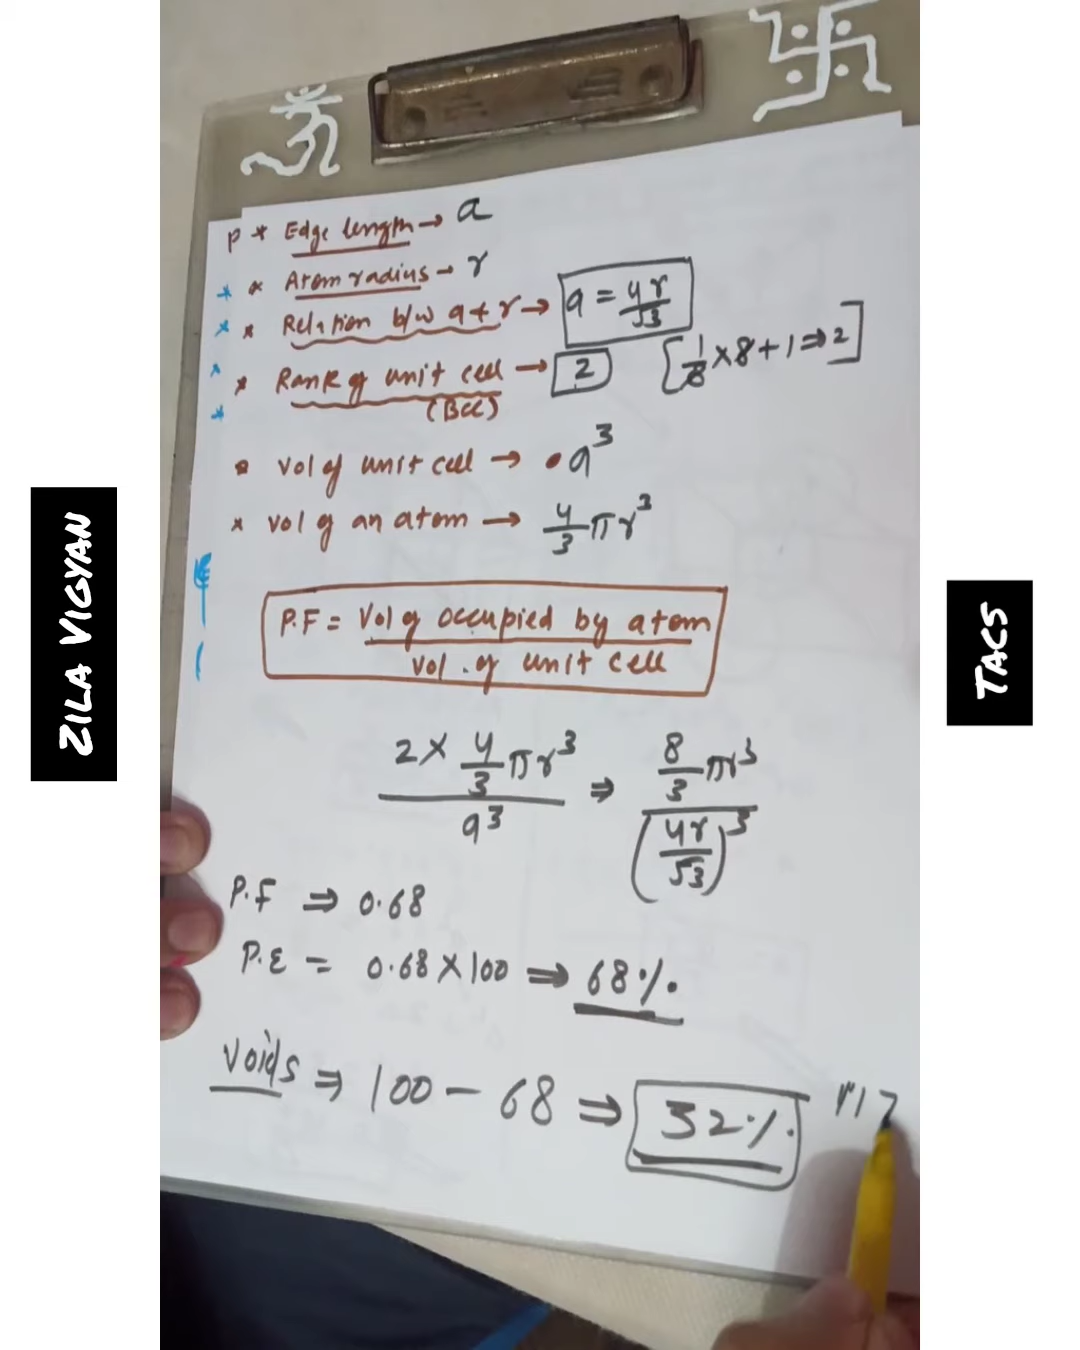 ॐ
P * Edge length → a
* * Atom radius → r
* * Relation b/w a & r → a = 4r/√3
* * Rank of unit cell → 2 [1/8 × 8 + 1 ⇒ 2]
* (BCC)
* vol of unit cell → a³
* vol of an atom → 4/3 πr³
P.F = Vol of occupied by atom / vol. of unit cell
2 × 4/3 πr³ / a³ ⇒ 8/3 πr³ / (4r/√3)³
P.F ⇒ 0.68
P.E = 0.68 × 100 ⇒ 68%.
Voids ⇒ 100 – 68 ⇒ 32%.
ZILA VIGYAN
TACS